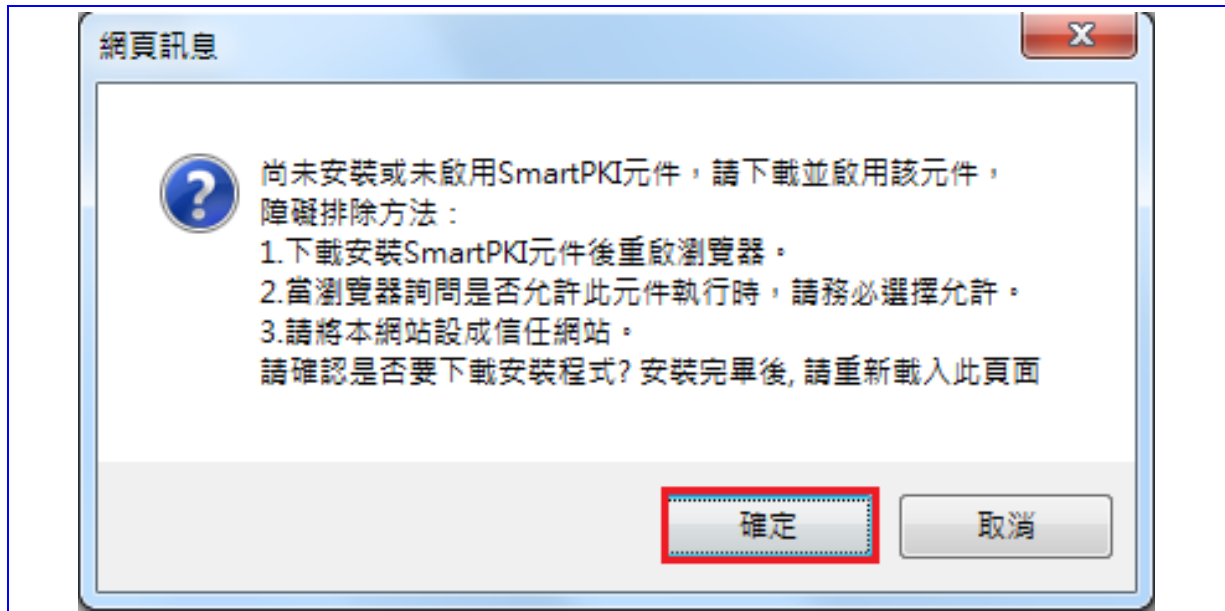 網頁訊息
尚未安裝或未啟用SmartPKI元件，請下載並啟用該元件，
障礙排除方法：
1.下載安裝SmartPKI元件後重啟瀏覽器。
2.當瀏覽器詢問是否允許此元件執行時，請務必選擇允許。
3.請將本網站設成信任網站。
請確認是否要下載安裝程式? 安裝完畢後, 請重新載入此頁面
確定
取消